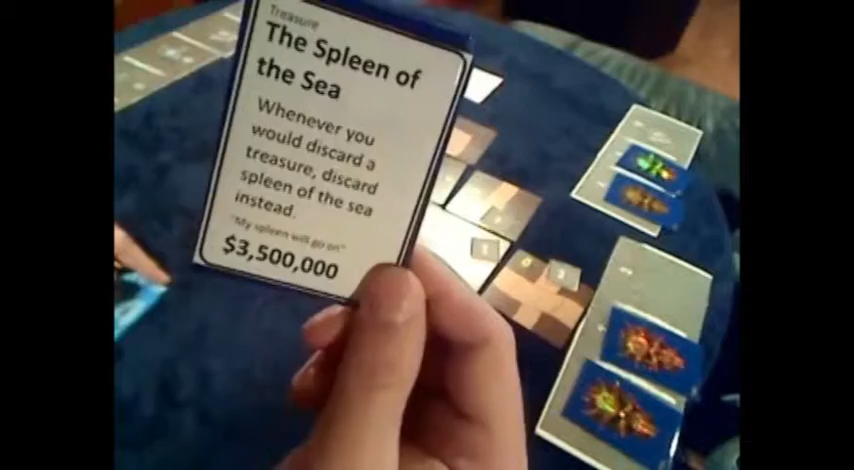 Treasure
The Spleen of
the Sea
Whenever you
would discard a
treasure, discard
spleen of the sea
instead.
"My spleen will go on"
$3,500,000